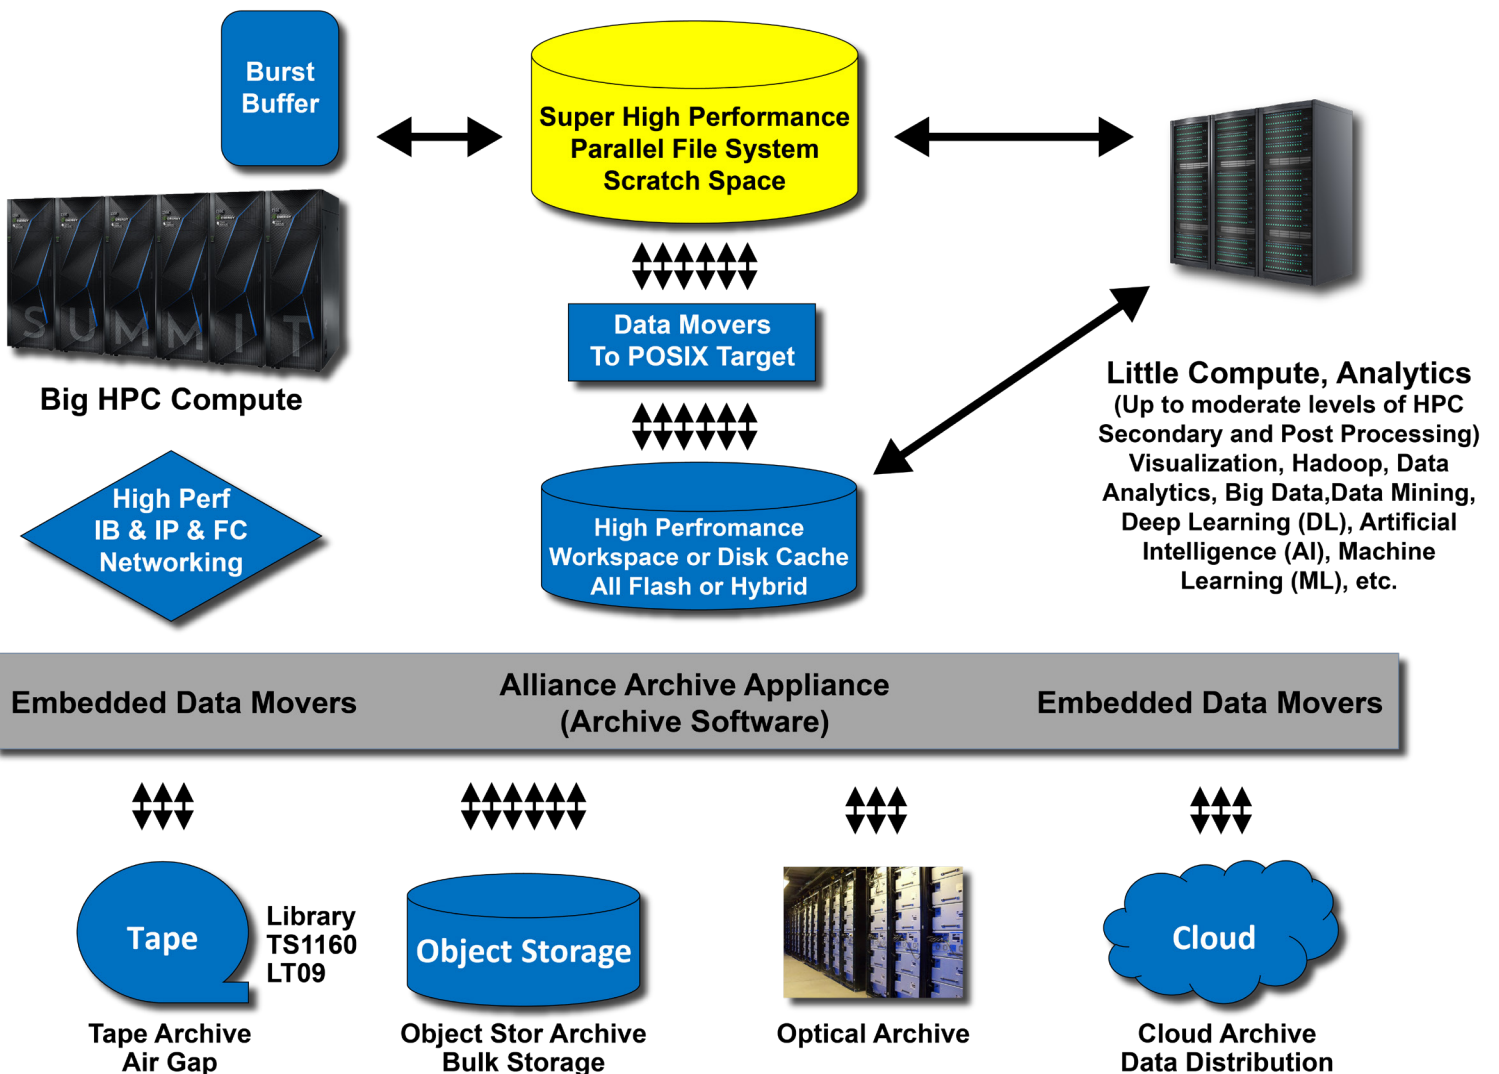 Burst
Buffer
Super High Performance
Parallel File System
Scratch Space
SUMMIT
Big HPC Compute
Data Movers
To POSIX Target
Little Compute, Analytics
(Up to moderate levels of HPC
Secondary and Post Processing)
Visualization, Hadoop, Data
Analytics, Big Data,Data Mining,
Deep Learning (DL), Artificial
Intelligence (AI), Machine
Learning (ML), etc.
High Perf
IB & IP & FC
Networking
High Perfromance
Workspace or Disk Cache
All Flash or Hybrid
Embedded Data Movers
Alliance Archive Appliance
(Archive Software)
Embedded Data Movers
Tape
Library
TS1160
LT09
Tape Archive
Air Gap
Object Storage
Object Stor Archive
Bulk Storage
Optical Archive
Cloud
Cloud Archive
Data Distribution